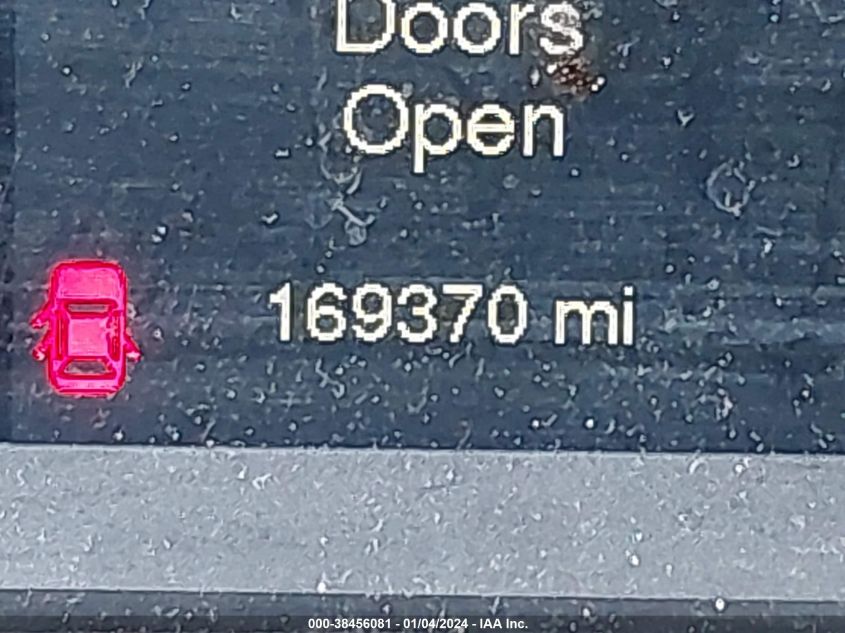 Doors
Open
169370 mi
000-38456081 - 01/04/2024 - IAA Inc.